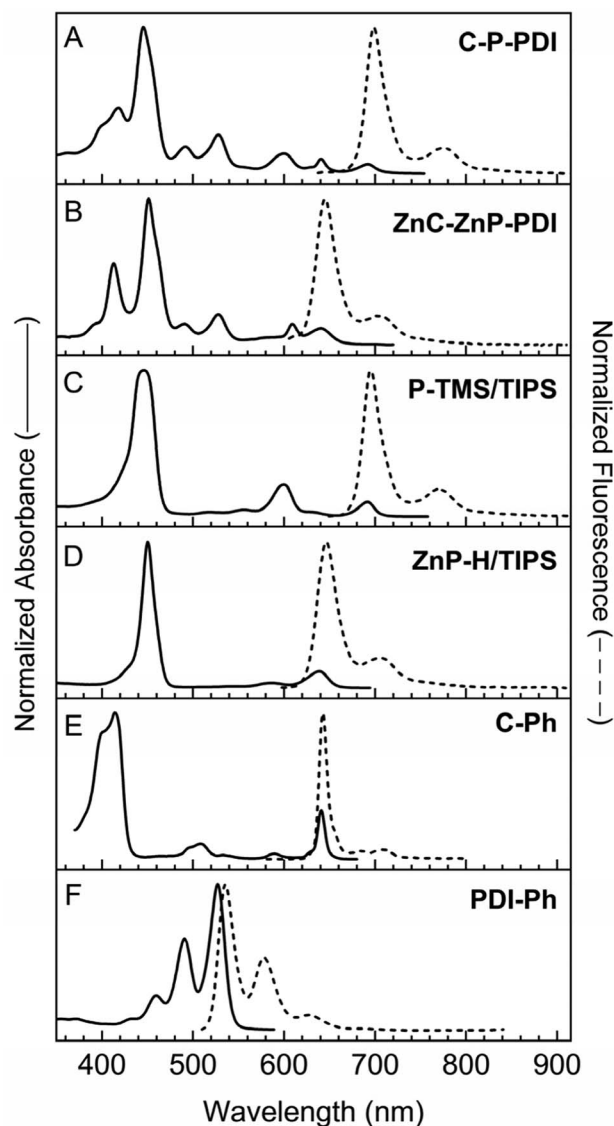 A
C-P-PDI
B
ZnC-ZnP-PDI
C
P-TMS/TIPS
D
ZnP-H/TIPS
E
C-Ph
F
PDI-Ph
Normalized Absorbance (———)
Normalized Fluorescence (– – – –)
400 500 600 700 800 900
Wavelength (nm)